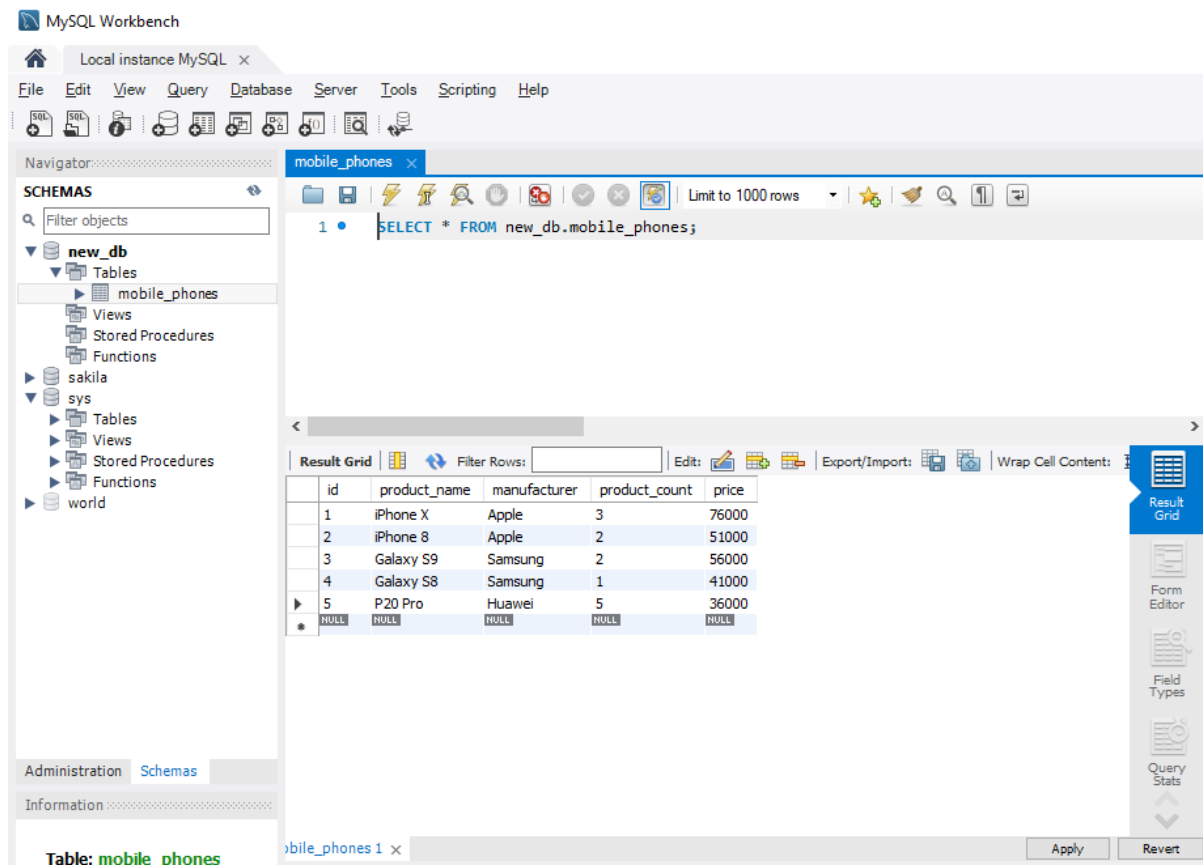 MySQL Workbench
Local instance MySQL
File Edit View Query Database Server Tools Scripting Help
Navigator
SCHEMAS
Filter objects
new_db
Tables
mobile_phones
Views
Stored Procedures
Functions
sakila
sys
Tables
Views
Stored Procedures
Functions
world
Administration Schemas
Information
Table: mobile_phones
mobile_phones
Limit to 1000 rows
1 SELECT * FROM new_db.mobile_phones;
Result Grid Filter Rows: Edit: Export/Import: Wrap Cell Content:
id product_name manufacturer product_count price
1 iPhone X Apple 3 76000
2 iPhone 8 Apple 2 51000
3 Galaxy S9 Samsung 2 56000
4 Galaxy S8 Samsung 1 41000
5 P20 Pro Huawei 5 36000
NULL NULL NULL NULL NULL
Result
Grid
Form
Editor
Field
Types
Query
Stats
obile_phones 1
Apply Revert